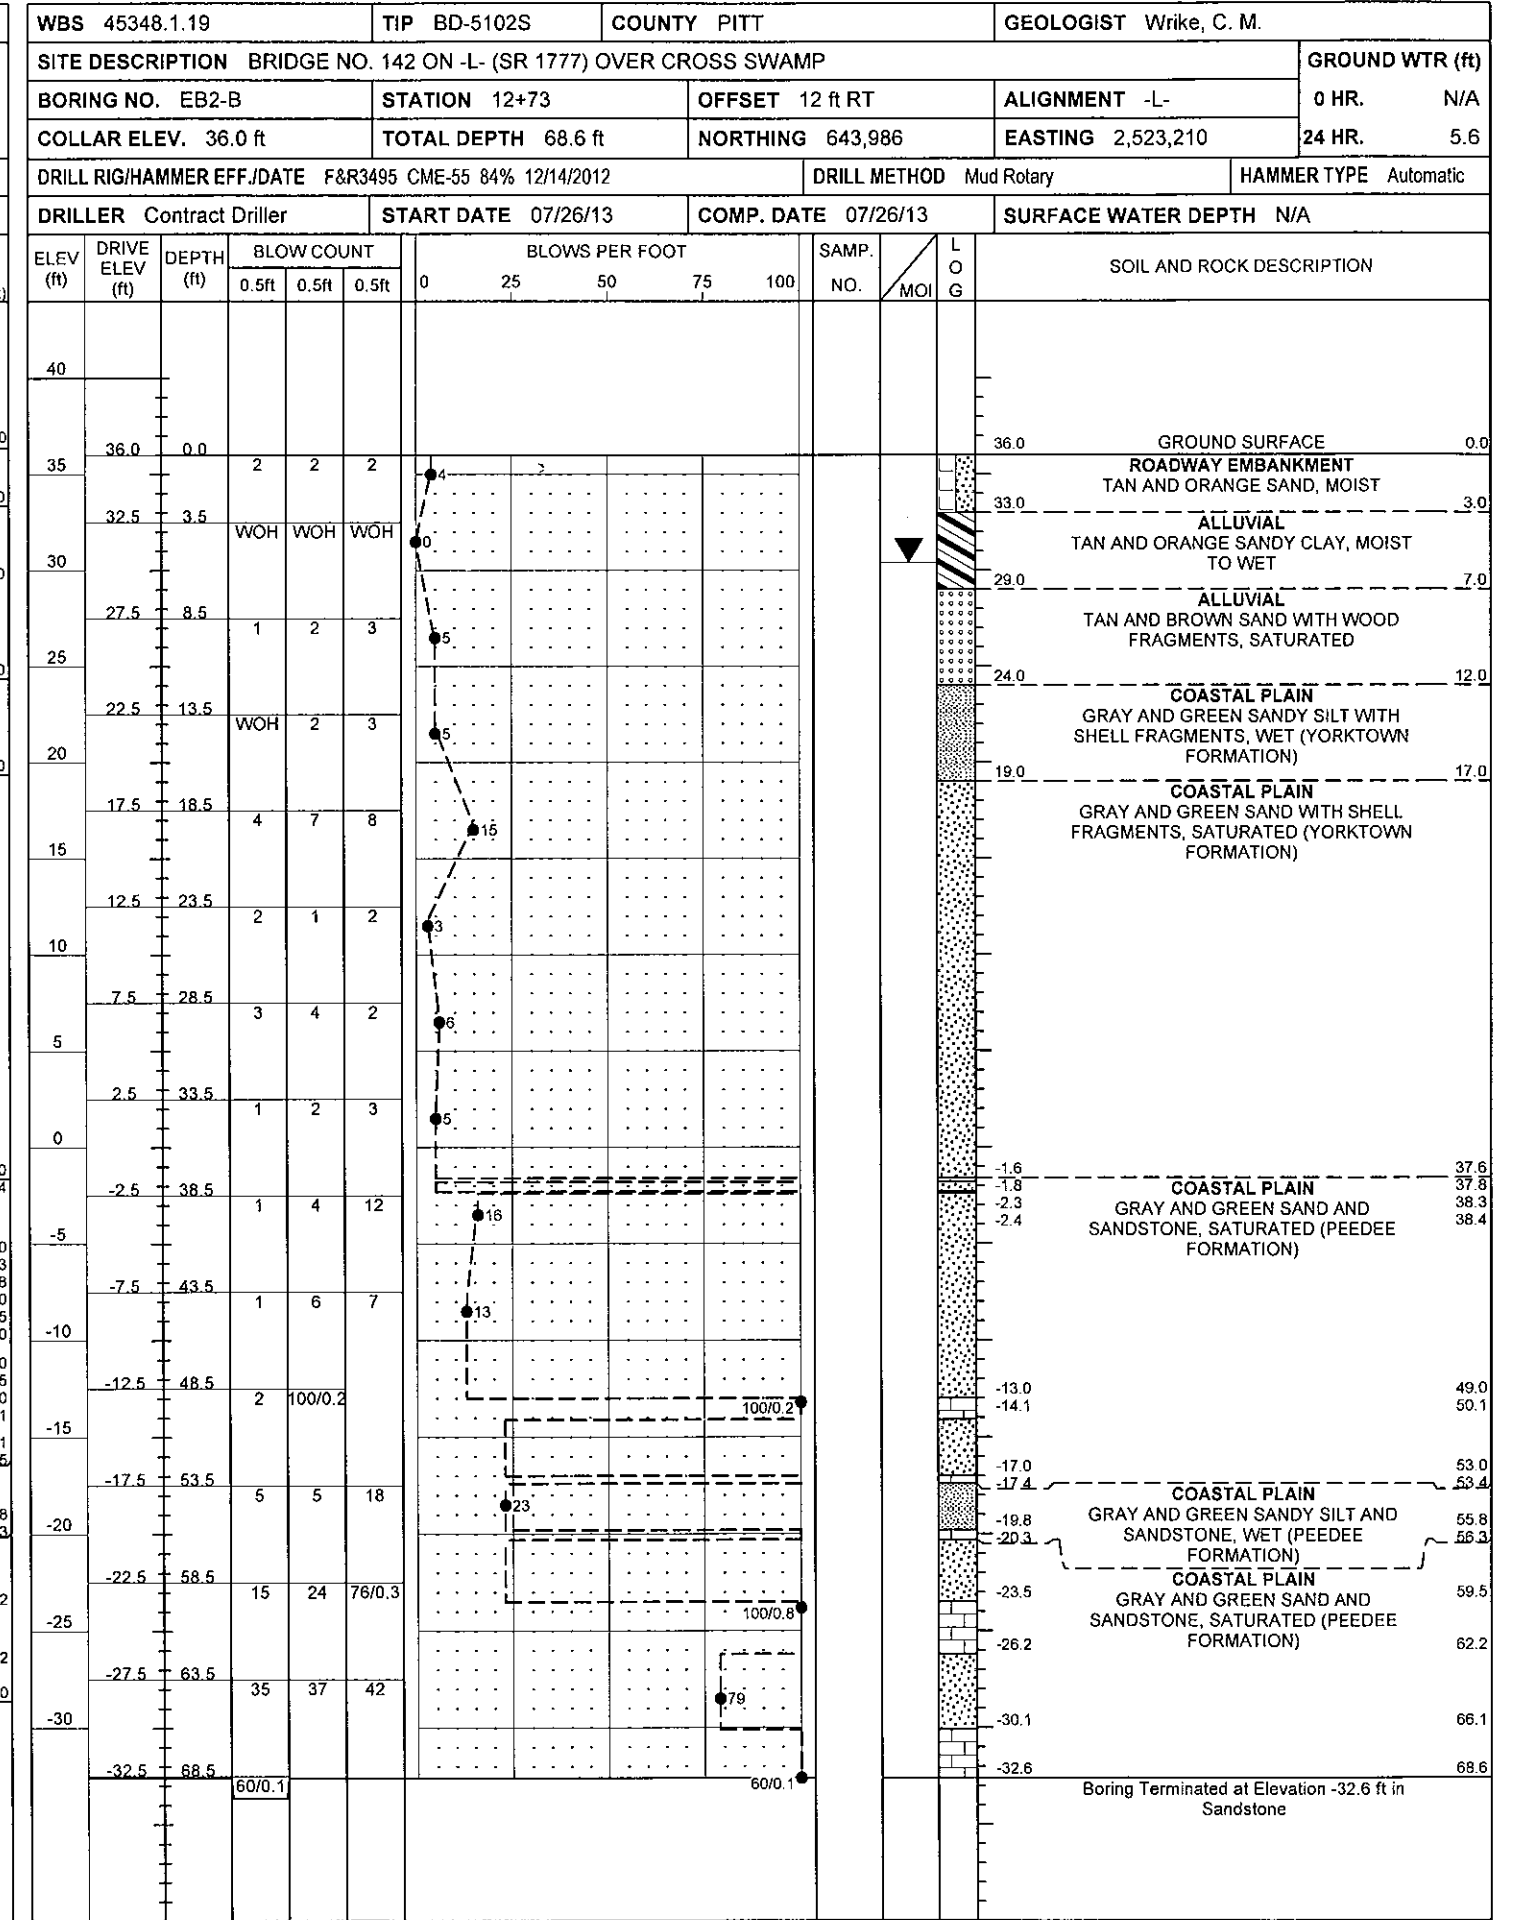 WBS 45348.1.19 TIP BD-5102S COUNTY PITT GEOLOGIST Wrike, C. M.
SITE DESCRIPTION BRIDGE NO. 142 ON -L- (SR 1777) OVER CROSS SWAMP GROUND WTR (ft)
BORING NO. EB2-B STATION 12+73 OFFSET 12 ft RT ALIGNMENT -L- 0 HR. N/A
COLLAR ELEV. 36.0 ft TOTAL DEPTH 68.6 ft NORTHING 643,986 EASTING 2,523,210 24 HR. 5.6
DRILL RIG/HAMMER EFF./DATE F&R3495 CME-55 84% 12/14/2012 DRILL METHOD Mud Rotary HAMMER TYPE Automatic
DRILLER Contract Driller START DATE 07/26/13 COMP. DATE 07/26/13 SURFACE WATER DEPTH N/A
ELEV (ft) DRIVE ELEV (ft) DEPTH (ft) BLOW COUNT BLOWS PER FOOT SAMP. NO. MOI LOG SOIL AND ROCK DESCRIPTION
0.5ft 0.5ft 0.5ft 0 25 50 75 100
40
36.0 0.0 36.0 GROUND SURFACE 0.0
35 2 2 2 4 ROADWAY EMBANKMENT
TAN AND ORANGE SAND, MOIST
33.0 3.0
32.5 3.5 WOH WOH WOH 0 ALLUVIAL
TAN AND ORANGE SANDY CLAY, MOIST
TO WET
30
29.0 7.0
27.5 8.5 1 2 3 5 ALLUVIAL
TAN AND BROWN SAND WITH WOOD
FRAGMENTS, SATURATED
25
24.0 12.0
22.5 13.5 WOH 2 3 5 COASTAL PLAIN
GRAY AND GREEN SANDY SILT WITH
SHELL FRAGMENTS, WET (YORKTOWN
FORMATION)
20
19.0 17.0
17.5 18.5 4 7 8 15 COASTAL PLAIN
GRAY AND GREEN SAND WITH SHELL
FRAGMENTS, SATURATED (YORKTOWN
FORMATION)
15
12.5 23.5 2 1 2 3
10
7.5 28.5 3 4 2 6
5
2.5 33.5 1 2 3 5
0
-1.6 37.6
-1.8 COASTAL PLAIN 37.8
-2.3 GRAY AND GREEN SAND AND 38.3
-2.4 SANDSTONE, SATURATED (PEEDEE 38.4
FORMATION)
-2.5 38.5 1 4 12 16
-5
-7.5 43.5 1 6 7 13
-10
-12.5 48.5 2 100/0.2 100/0.2
-13.0 49.0
-14.1 50.1
-15
-17.0 53.0
-17.4 53.4
-17.5 53.5 5 5 18 23 COASTAL PLAIN
GRAY AND GREEN SANDY SILT AND
-19.8 55.8
SANDSTONE, WET (PEEDEE
-20 -20.3 56.3
FORMATION)
-22.5 58.5 15 24 76/0.3 100/0.8 COASTAL PLAIN
-23.5 GRAY AND GREEN SAND AND 59.5
SANDSTONE, SATURATED (PEEDEE
-25
-26.2 FORMATION) 62.2
-27.5 63.5 35 37 42 79
-30 -30.1 66.1
-32.5 68.5 60/0.1 60/0.1
-32.6 68.6
Boring Terminated at Elevation -32.6 ft in
Sandstone